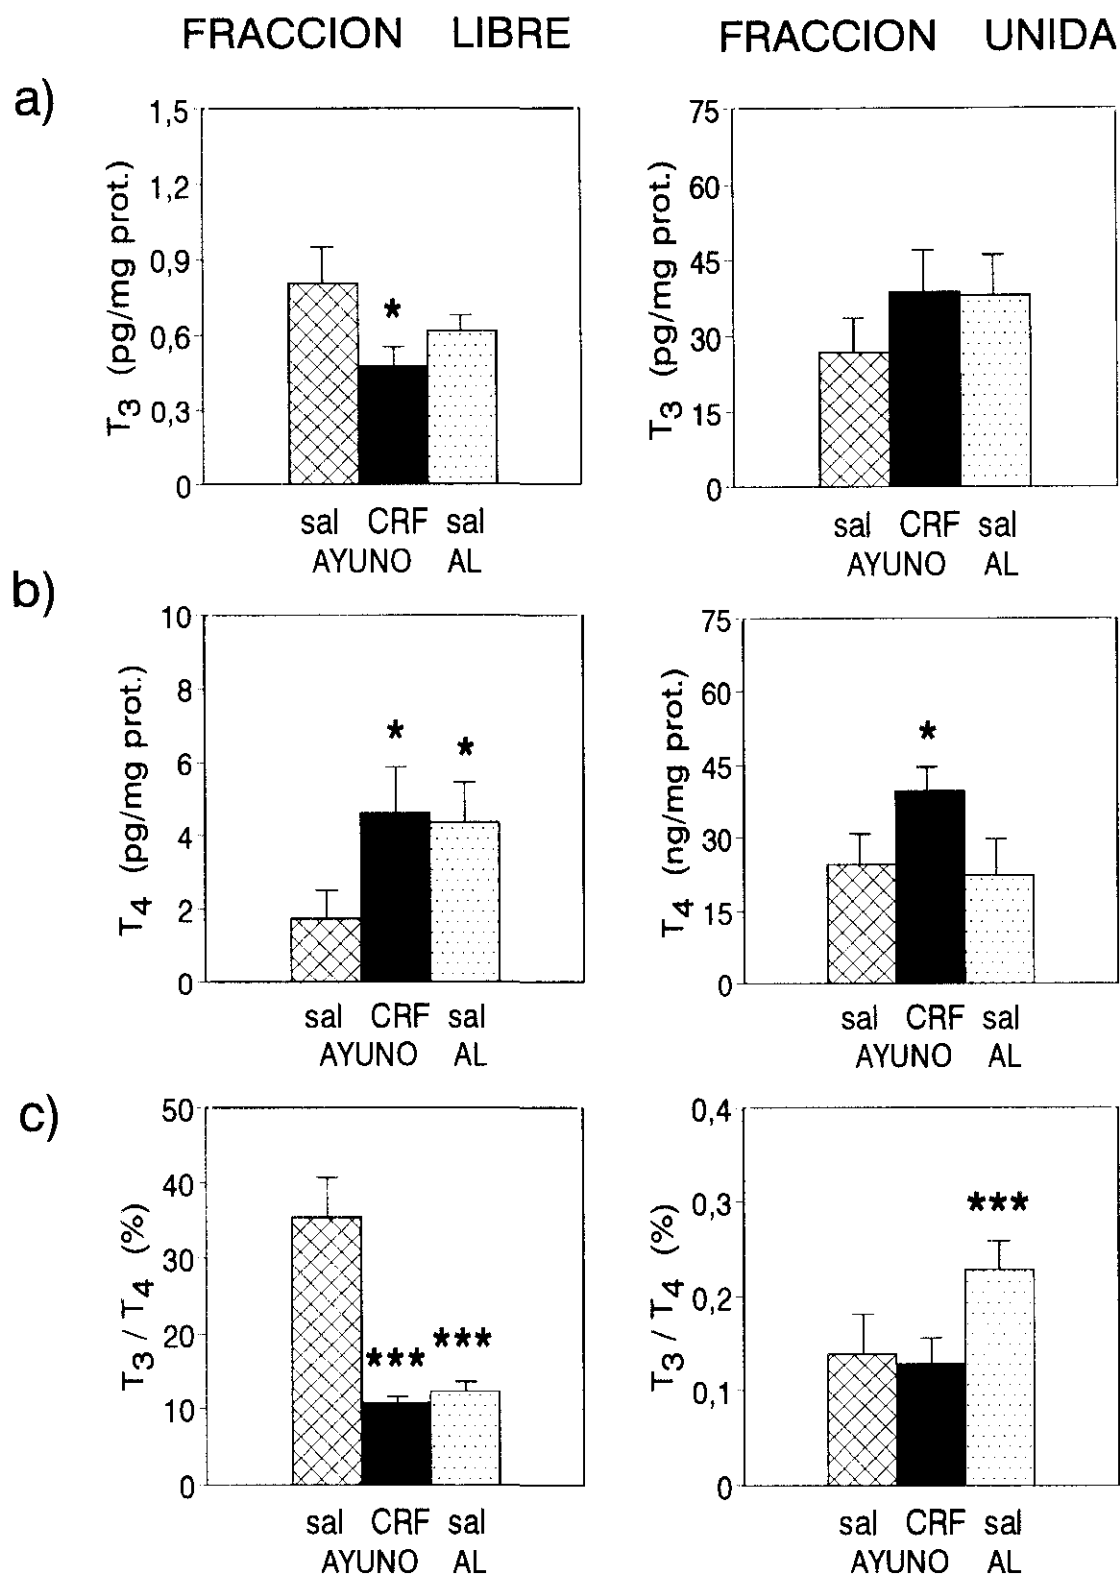 FRACCION LIBRE
FRACCION UNIDA
a)
T3 (pg/mg prot.)
1,5
1,2
0,9
0,6
0,3
0
*
sal CRF sal
AYUNO AL
T3 (pg/mg prot.)
75
60
45
30
15
0
sal CRF sal
AYUNO AL
b)
T4 (pg/mg prot.)
10
8
6
4
2
0
*
*
sal CRF sal
AYUNO AL
T4 (ng/mg prot.)
75
60
45
30
15
0
*
sal CRF sal
AYUNO AL
c)
T3 / T4 (%)
50
40
30
20
10
0
***
***
sal CRF sal
AYUNO AL
T3 / T4 (%)
0,4
0,3
0,2
0,1
0
***
sal CRF sal
AYUNO AL